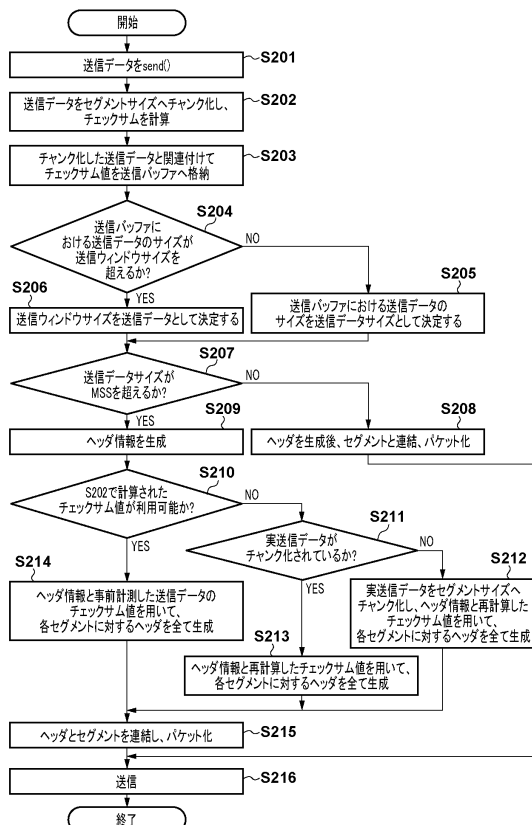 開始
送信データをsend()
S201
送信データをセグメントサイズへチャンク化し、
チェックサムを計算
S202
チャンク化した送信データと関連付けて
チェックサム値を送信バッファへ格納
S203
送信バッファに
おける送信データのサイズが
送信ウィンドウサイズを
超えるか?
S204
NO
YES
S206
送信ウィンドウサイズを送信データとして決定する
S205
送信バッファにおける送信データの
サイズを送信データサイズとして決定する
送信データサイズが
MSSを超えるか?
S207
NO
YES
S209
ヘッダ情報を生成
S208
ヘッダを生成後、セグメントと連結、パケット化
S202で計算された
チェックサム値が利用可能か?
S210
NO
YES
実送信データが
チャンク化されているか?
S211
NO
YES
S214
ヘッダ情報と事前計測した送信データの
チェックサム値を用いて、
各セグメントに対するヘッダを全て生成
S212
実送信データをセグメントサイズへ
チャンク化し、ヘッダ情報と再計算した
チェックサム値を用いて、
各セグメントに対するヘッダを全て生成
S213
ヘッダ情報と再計算したチェックサム値を用いて、
各セグメントに対するヘッダを全て生成
ヘッダとセグメントを連結し、パケット化
S215
送信
S216
終了